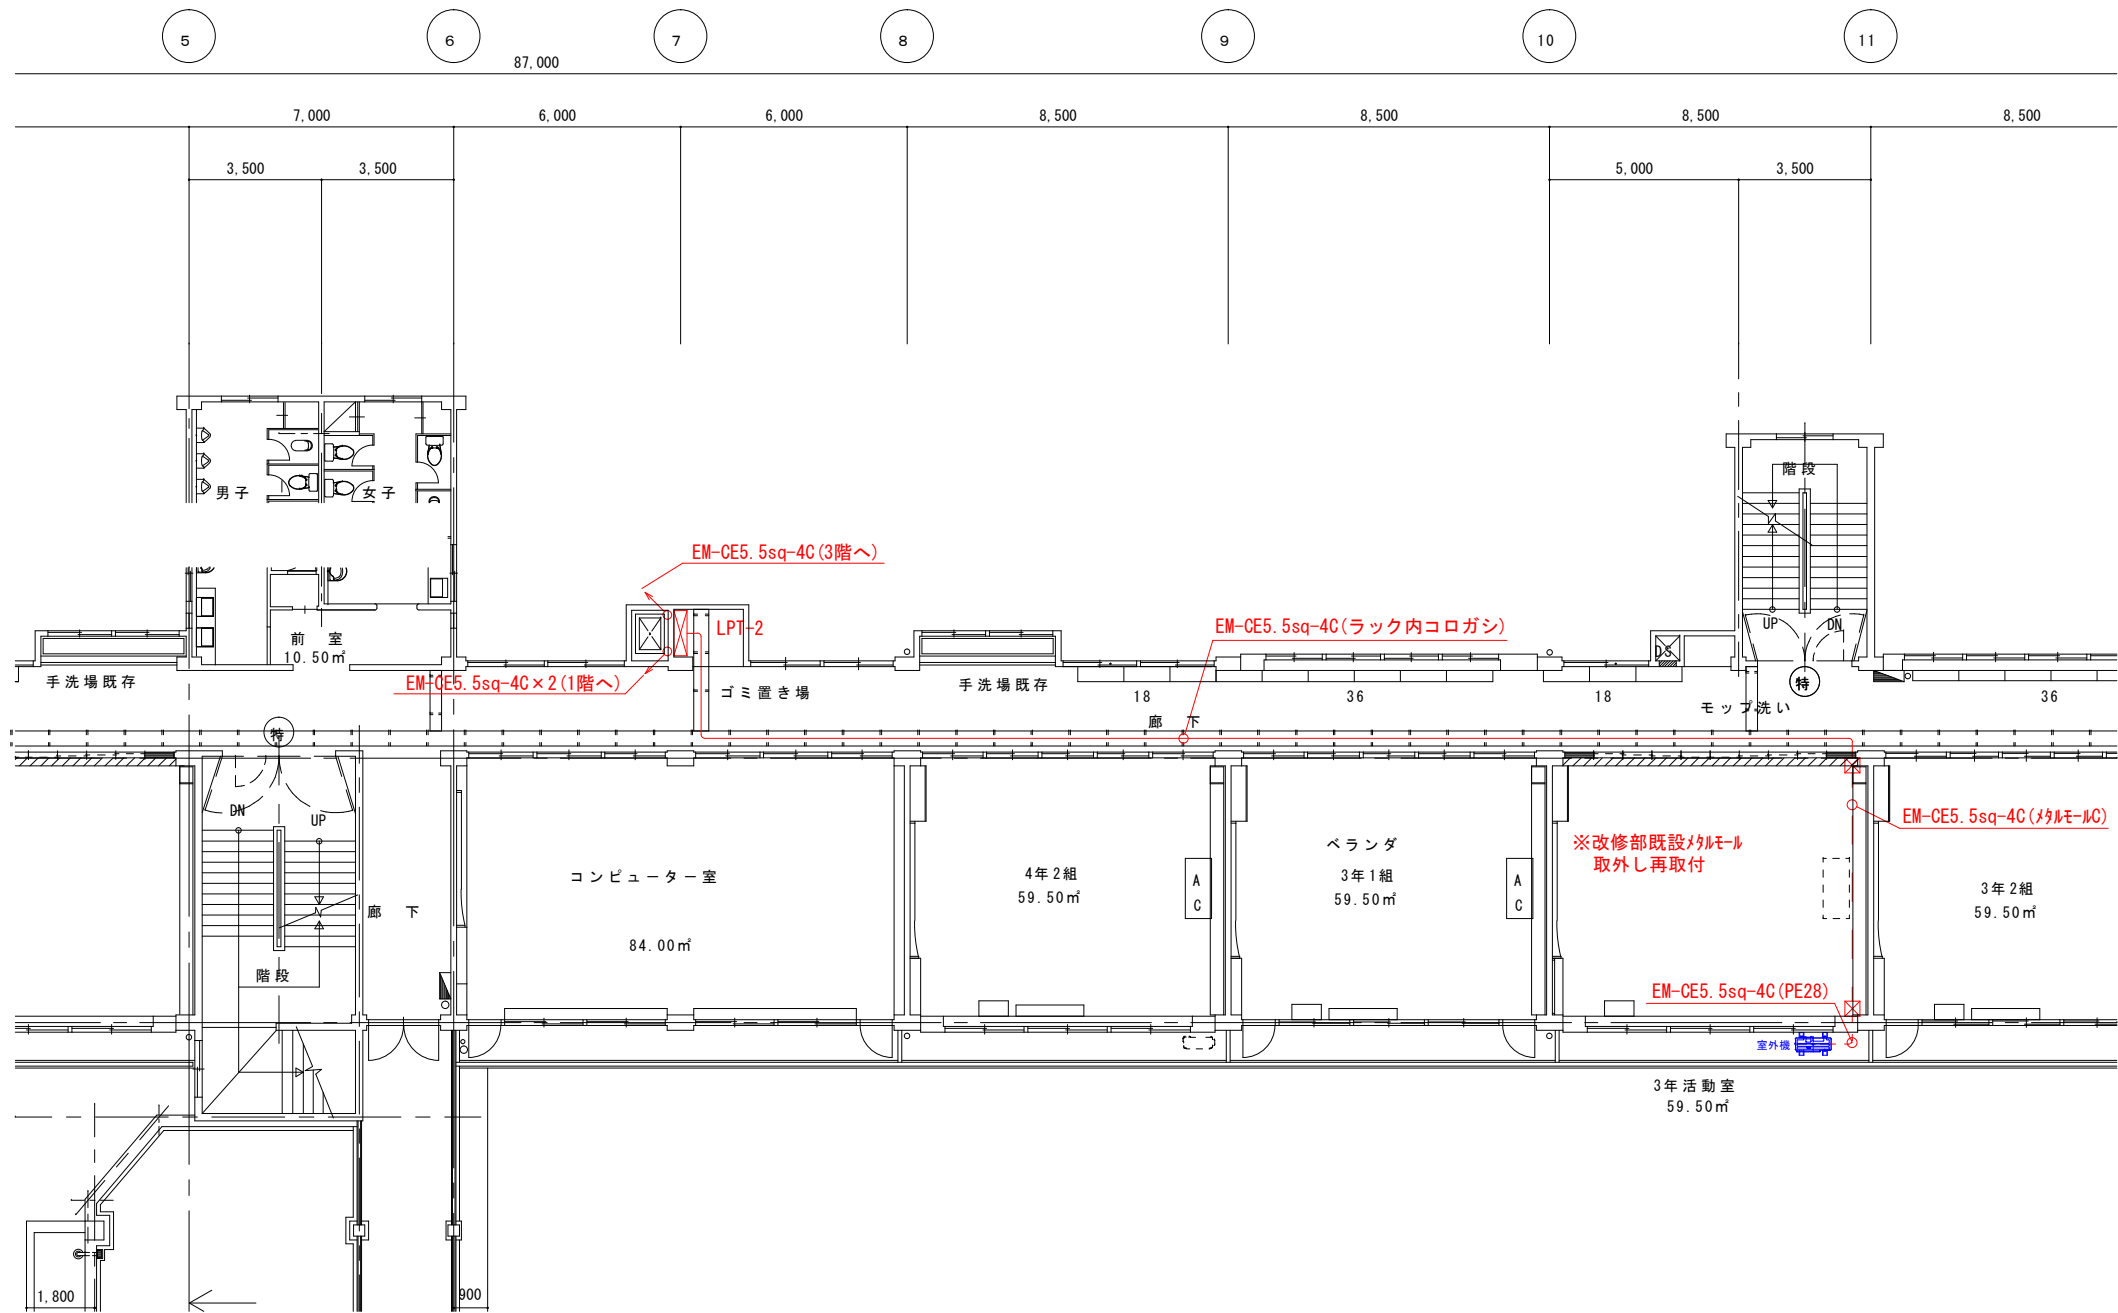 5
6
7
8
9
10
11
87,000
7,000
6,000
6,000
8,500
8,500
8,500
8,500
3,500
3,500
5,000
3,500
男子
女子
階段
EM-CE5.5sq-4C(3階へ)
LPT-2
EM-CE5.5sq-4C(ラック内コロガシ)
UP
DN
前室
10.50㎡
DS
手洗場既存
EM-CE5.5sq-4C×2(1階へ)
ゴミ置き場
手洗場既存
18
36
18
モップ洗い
特
36
廊下
特
DN
UP
EM-CE5.5sq-4C(メタルモールC)
コンピューター室
84.00㎡
4年2組
59.50㎡
AC
ベランダ
3年1組
59.50㎡
AC
※改修部既設メタルモール
取外し再取付
3年2組
59.50㎡
廊下
階段
EM-CE5.5sq-4C(PE28)
室外機
3年活動室
59.50㎡
1,800
900